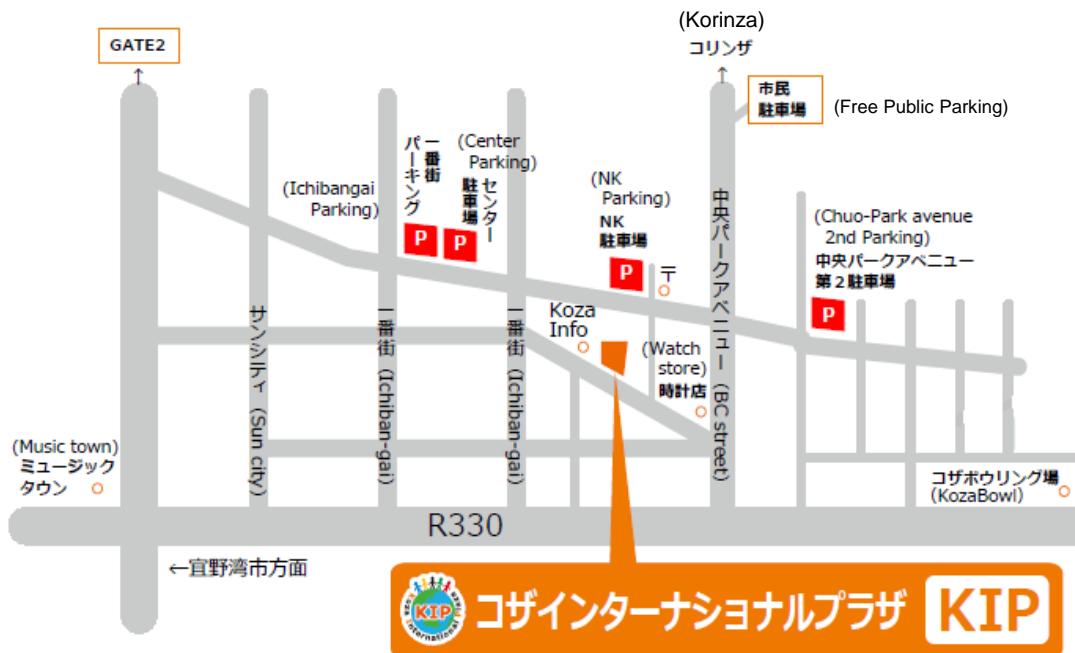 GATE2
↑
(Korinza)
コリンザ
↑
市民
駐車場
(Free Public Parking)
(Ichibangai
Parking)
一番街
パーキング
P
(Center
Parking)
センター
駐車場
P
(NK
Parking)
NK
駐車場
P
〒
(Chuo-Park avenue
2nd Parking)
中央パークアベニュー
第２駐車場
P
サンシティ (Sun city)
一番街 (Ichiban-gai)
一番街 (Ichiban-gai)
中央パークアベニュー (BC street)
Koza
Info
(Watch
store)
時計店
(Music town)
ミュージック
タウン
コザボウリング場
(KozaBowl)
R330
←宜野湾市方面
Koza International Plaza
KIP
コザインターナショナルプラザ
KIP